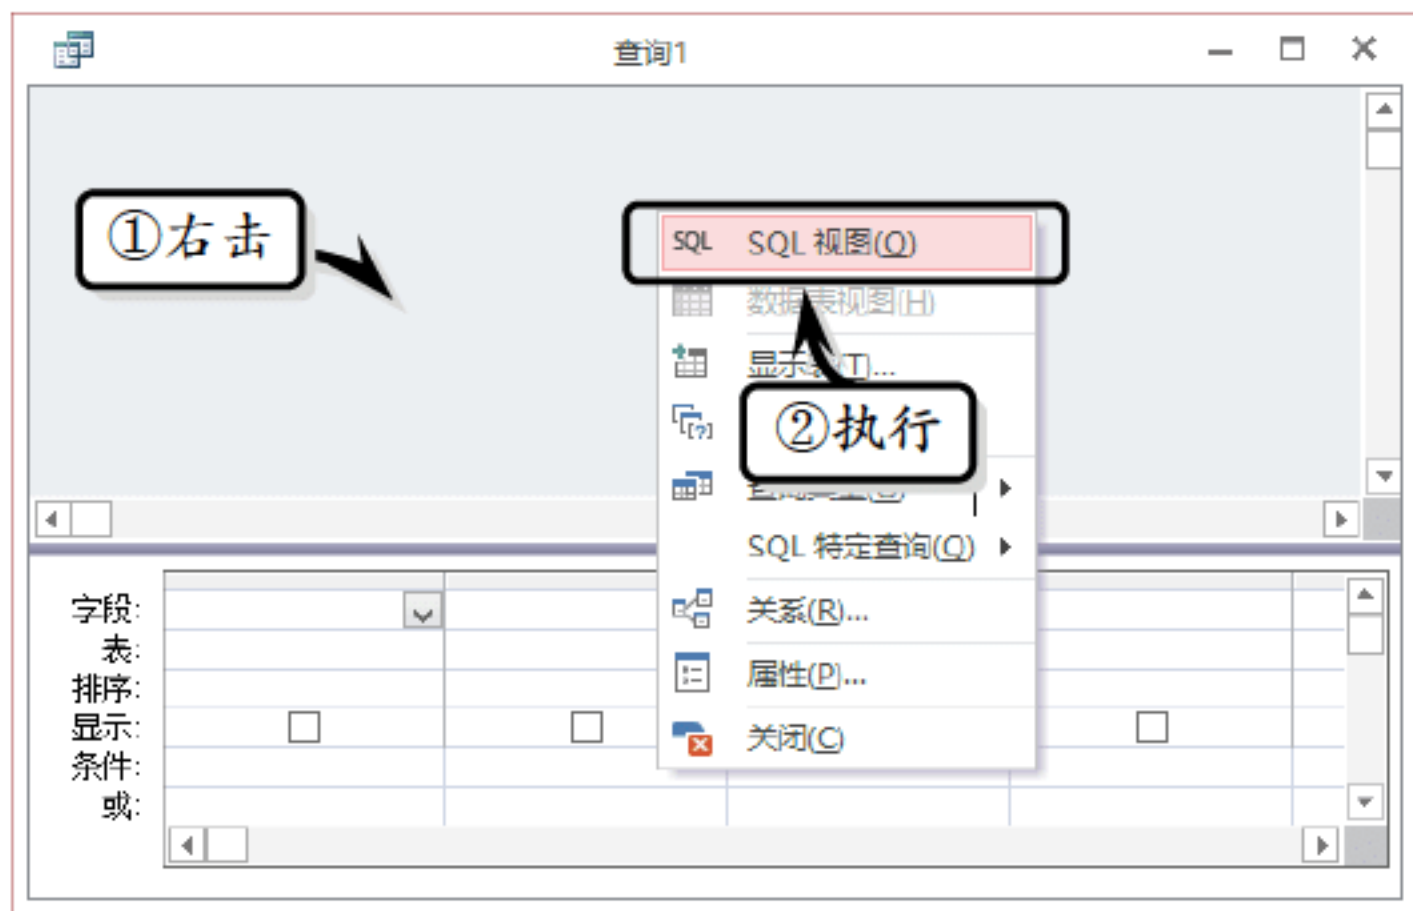 查询1
①右击
SQL SQL 视图(Q)
数据表视图(H)
显示表(T)...
②执行
SQL 特定查询(Q)
关系(R)...
属性(P)...
关闭(C)
字段:
表:
排序:
显示:
条件:
或: